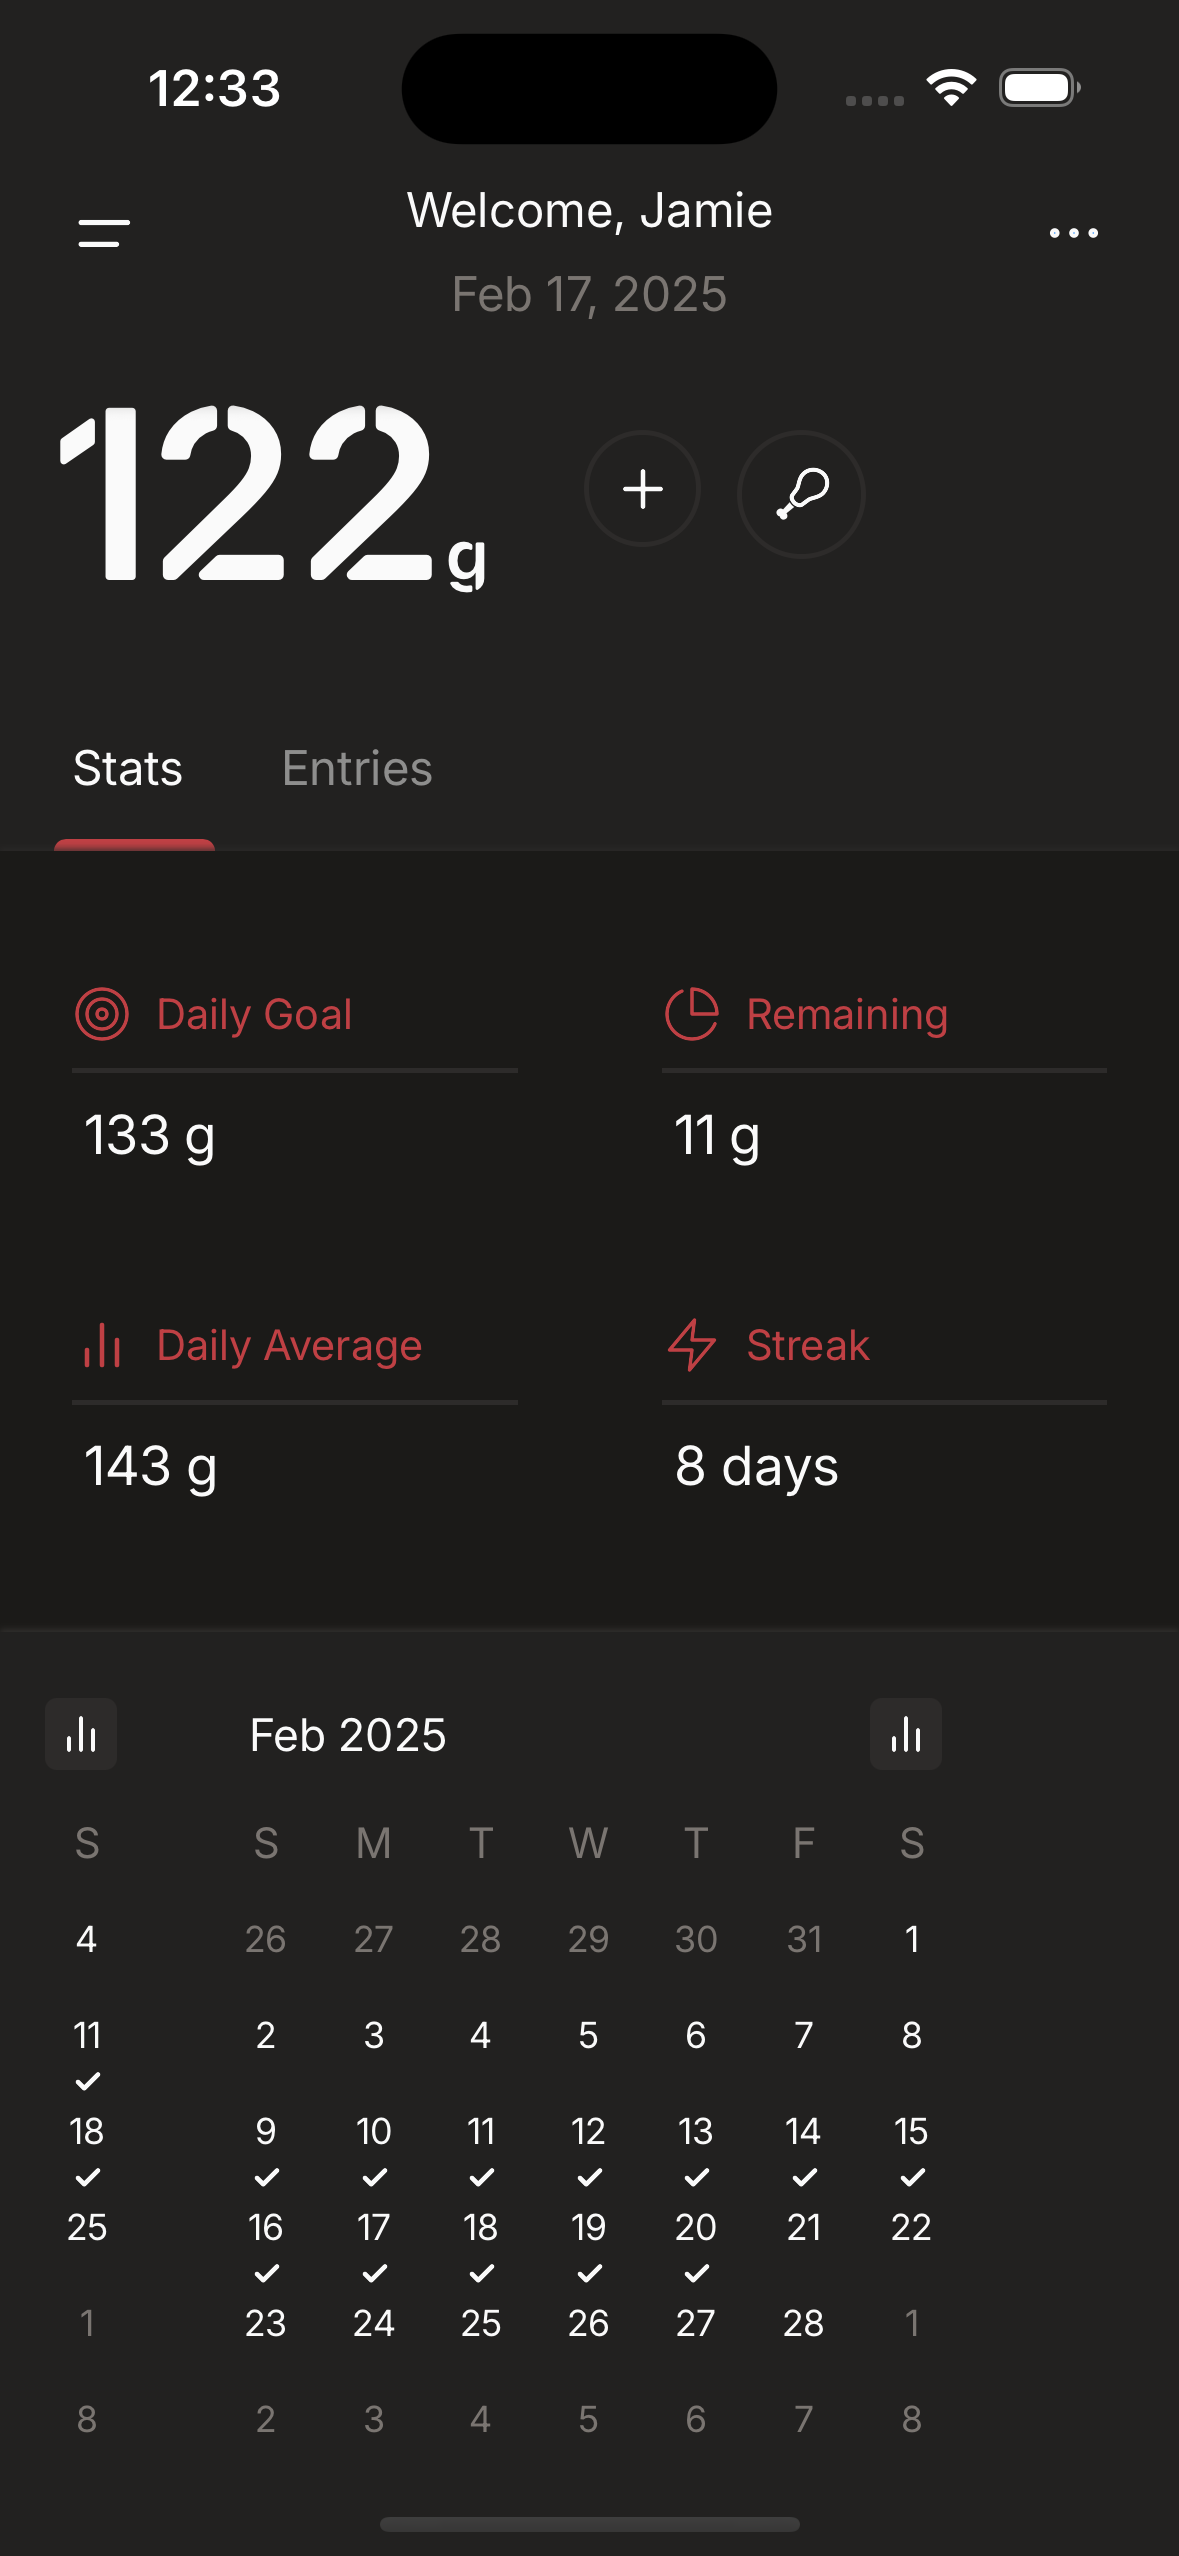 12:33
Welcome, Jamie
Feb 17, 2025
122g
Stats Entries
Daily Goal Remaining
133 g 11 g
Daily Average Streak
143 g 8 days
Feb 2025
S S M T W T F S
4 26 27 28 29 30 31 1
11 2 3 4 5 6 7 8
18 9 10 11 12 13 14 15
25 16 17 18 19 20 21 22
1 23 24 25 26 27 28 1
8 2 3 4 5 6 7 8